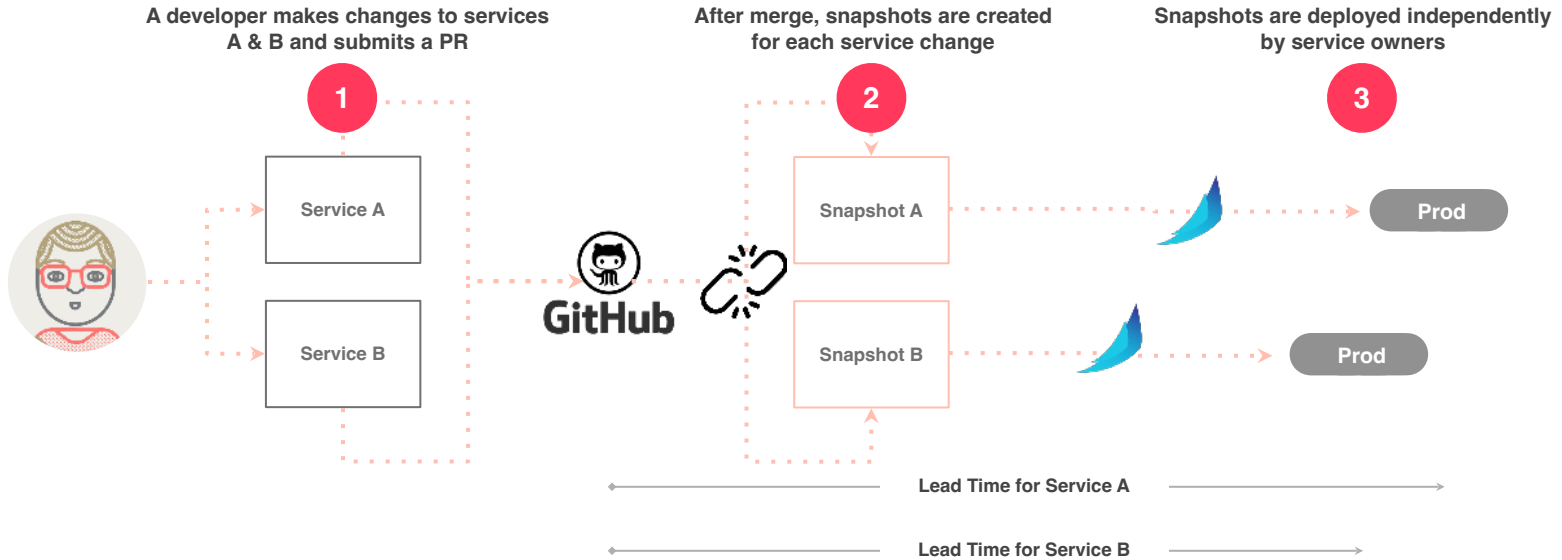 A developer makes changes to services
A & B and submits a PR
After merge, snapshots are created
for each service change
Snapshots are deployed independently
by service owners
1
2
3
Service A
Snapshot A
Prod
GitHub
Service B
Snapshot B
Prod
Lead Time for Service A
Lead Time for Service B